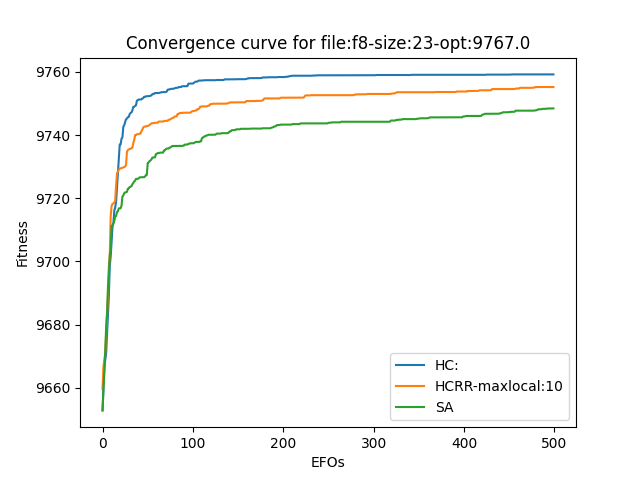 Convergence curve for file:f8-size:23-opt:9767.0
9760
9740
9720
9700
9680
9660
Fitness
0 100 200 300 400 500
EFOs
HC:
HCRR-maxlocal:10
SA